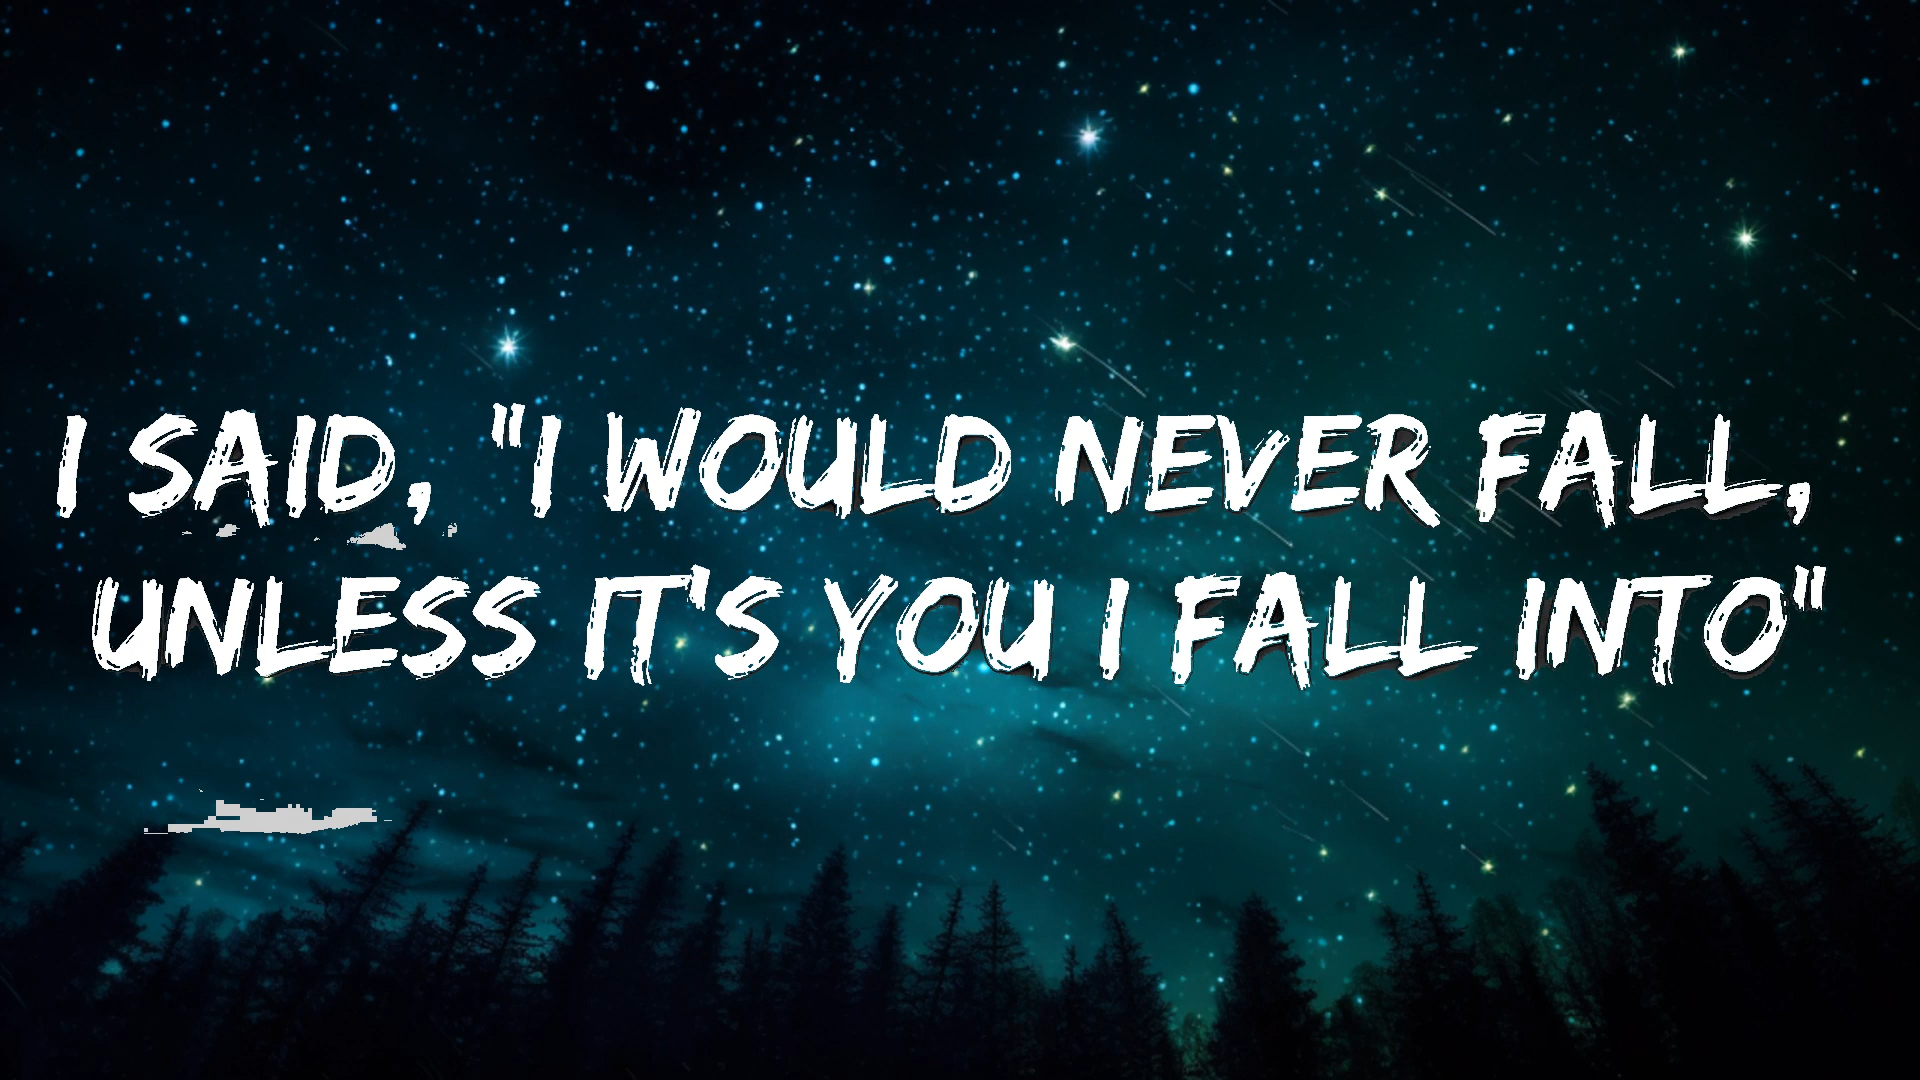 I SAID, "I WOULD NEVER FALL,
UNLESS IT'S YOU I FALL INTO"